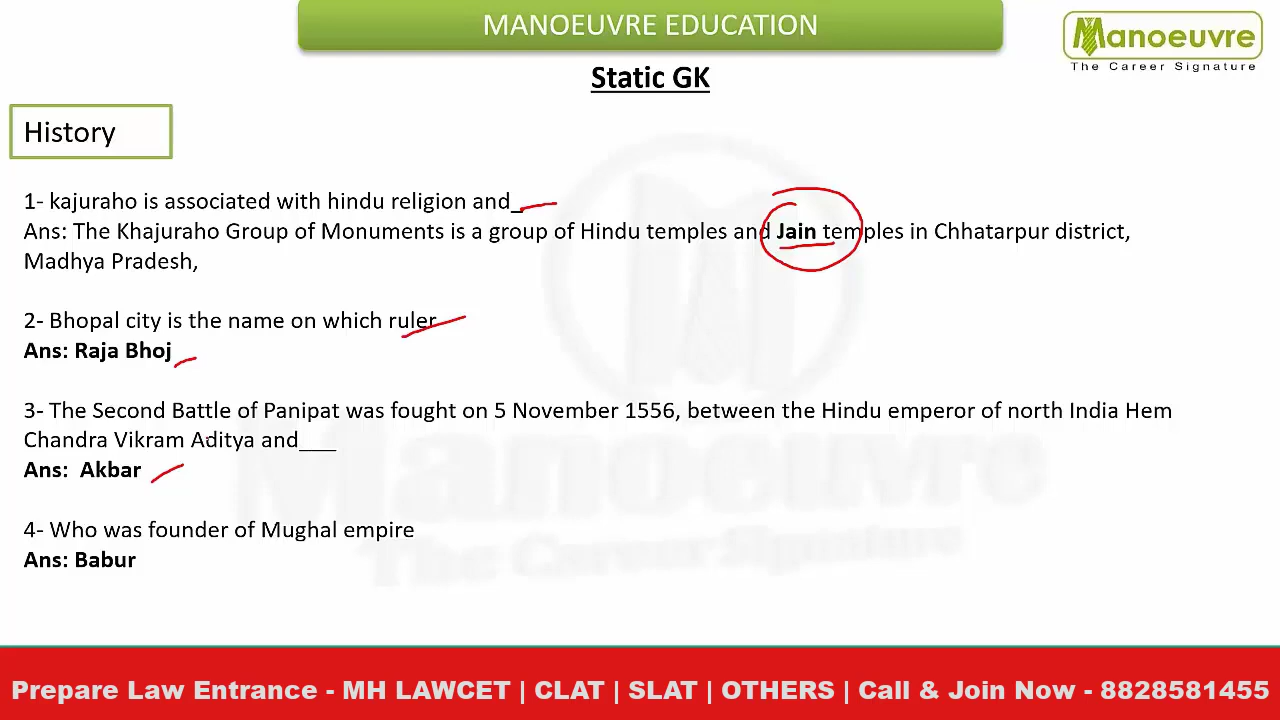 MANOEUVRE EDUCATION
Manoeuvre
The Career Signature
Static GK
History
1- kajuraho is associated with hindu religion and_
Ans: The Khajuraho Group of Monuments is a group of Hindu temples and Jain temples in Chhatarpur district,
Madhya Pradesh,
2- Bhopal city is the name on which ruler
Ans: Raja Bhoj
3- The Second Battle of Panipat was fought on 5 November 1556, between the Hindu emperor of north India Hem
Chandra Vikram Aditya and___
Ans:  Akbar
4- Who was founder of Mughal empire
Ans: Babur
Manoeuvre
The Career Signature
Prepare Law Entrance - MH LAWCET | CLAT | SLAT | OTHERS | Call & Join Now - 8828581455